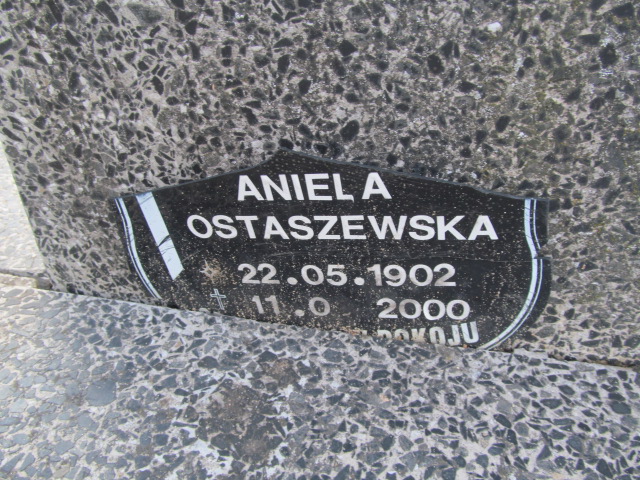 ANIELA
OSTASZEWSKA
22.05.1902
11.0 2000
POKOJU